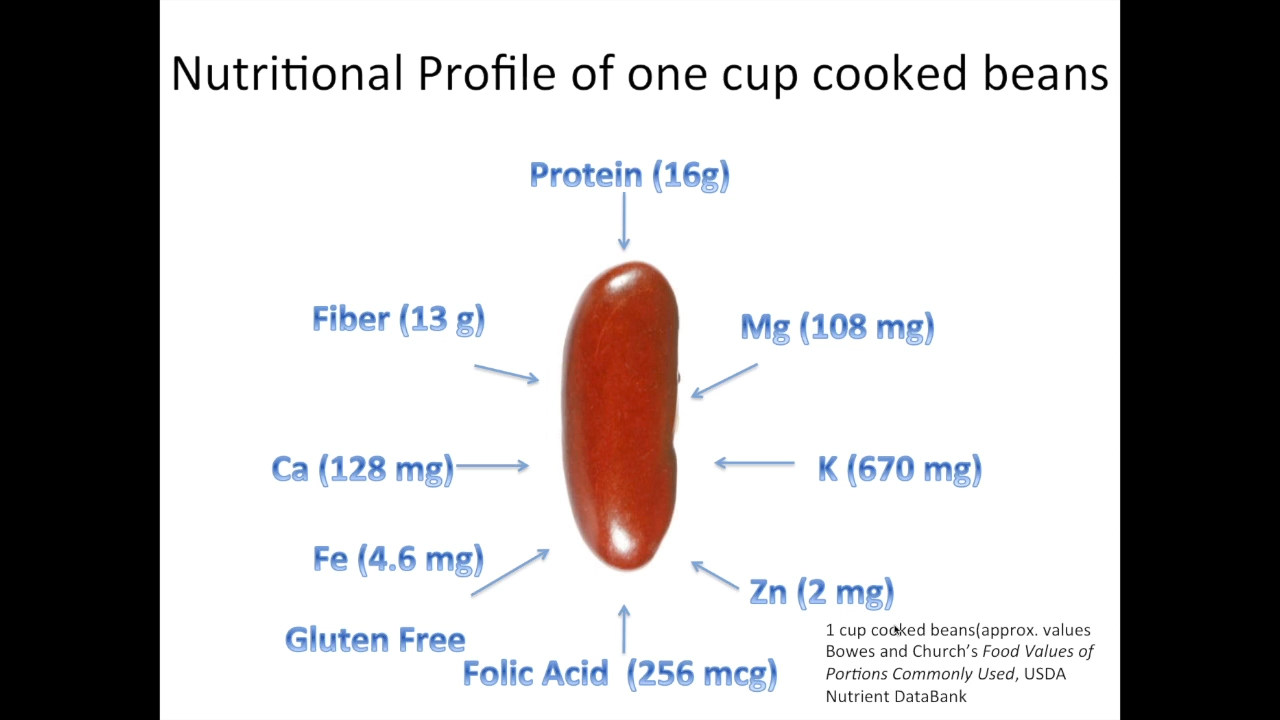 Nutritional Profile of one cup cooked beans
Protein (16g)
Fiber (13 g)
Mg (108 mg)
Ca (128 mg)
K (670 mg)
Fe (4.6 mg)
Zn (2 mg)
Gluten Free
Folic Acid (256 mcg)
1 cup cooked beans(approx. values
Bowes and Church's Food Values of
Portions Commonly Used, USDA
Nutrient DataBank